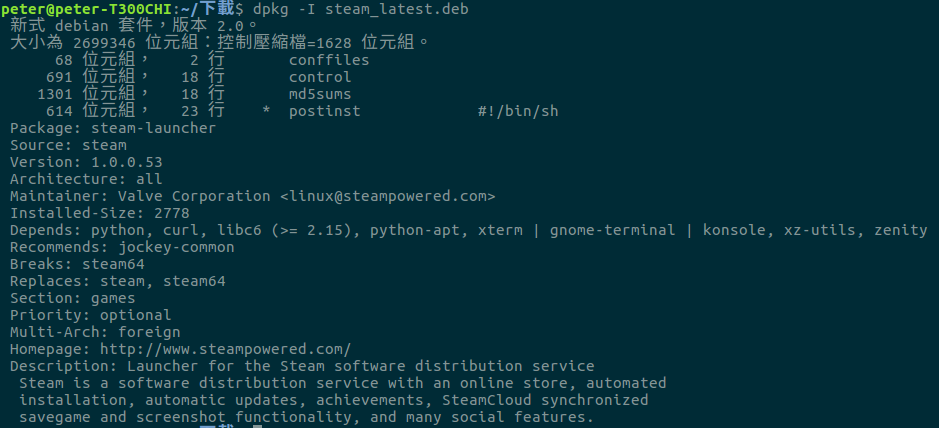 peter@peter-T300CHI:~/下載$ dpkg -I steam_latest.deb
新式 debian 套件，版本 2.0。
大小為 2699346 位元組：控制壓縮檔=1628 位元組。
68 位元組， 2 行 conffiles
691 位元組， 18 行 control
1301 位元組， 18 行 md5sums
614 位元組， 23 行 * postinst #!/bin/sh
Package: steam-launcher
Source: steam
Version: 1.0.0.53
Architecture: all
Maintainer: Valve Corporation <linux@steampowered.com>
Installed-Size: 2778
Depends: python, curl, libc6 (>= 2.15), python-apt, xterm | gnome-terminal | konsole, xz-utils, zenity
Recommends: jockey-common
Breaks: steam64
Replaces: steam, steam64
Section: games
Priority: optional
Multi-Arch: foreign
Homepage: http://www.steampowered.com/
Description: Launcher for the Steam software distribution service
Steam is a software distribution service with an online store, automated
installation, automatic updates, achievements, SteamCloud synchronized
savegame and screenshot functionality, and many social features.